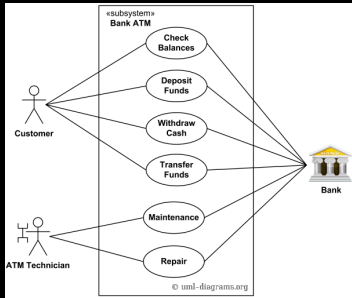 «subsystem»
Bank ATM
Check
Balances
Deposit
Funds
Withdraw
Cash
Transfer
Funds
Maintenance
Repair
Customer
ATM Technician
Bank
© uml-diagrams.org